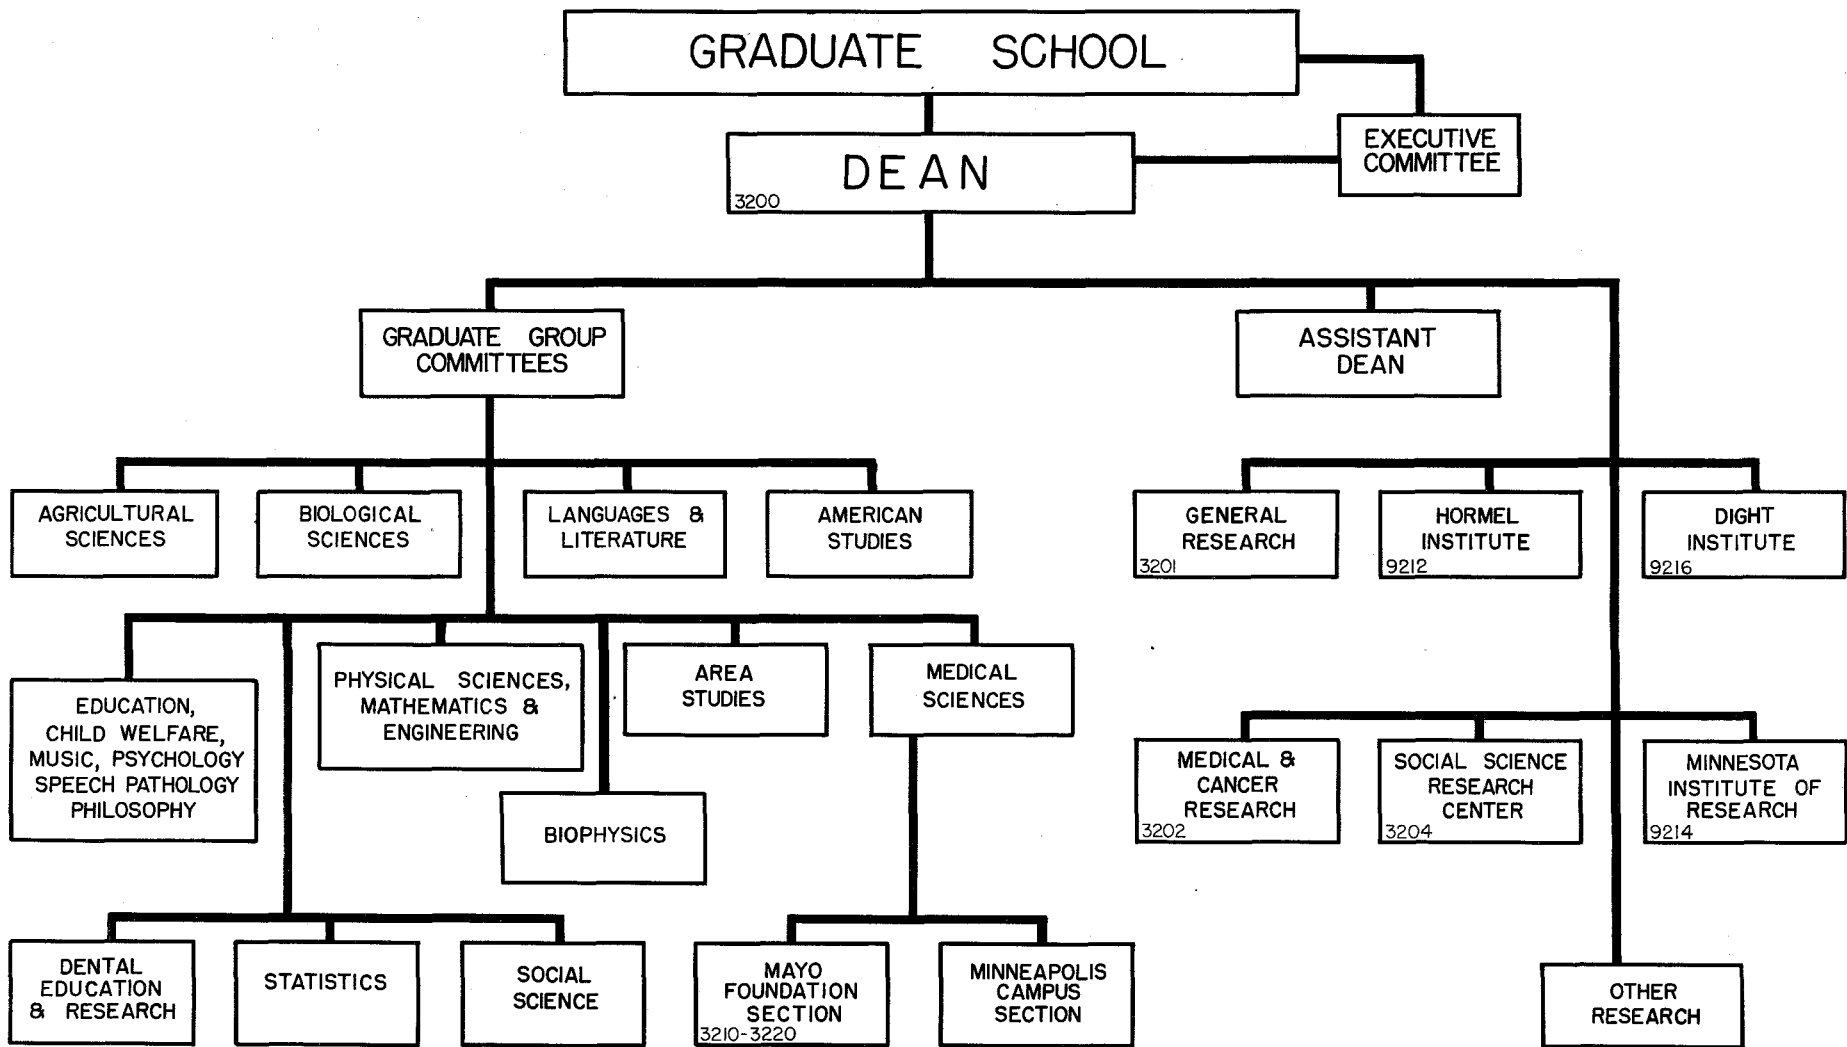 GRADUATE SCHOOL
EXECUTIVE
COMMITTEE
DEAN
3200
GRADUATE GROUP
COMMITTEES
ASSISTANT
DEAN
AGRICULTURAL
SCIENCES
BIOLOGICAL
SCIENCES
LANGUAGES &
LITERATURE
AMERICAN
STUDIES
GENERAL
RESEARCH
3201
HORMEL
INSTITUTE
9212
DIGHT
INSTITUTE
9216
EDUCATION,
CHILD WELFARE,
MUSIC, PSYCHOLOGY
SPEECH PATHOLOGY
PHILOSOPHY
PHYSICAL SCIENCES,
MATHEMATICS &
ENGINEERING
BIOPHYSICS
AREA
STUDIES
MEDICAL
SCIENCES
MEDICAL &
CANCER
RESEARCH
3202
SOCIAL SCIENCE
RESEARCH
CENTER
3204
MINNESOTA
INSTITUTE OF
RESEARCH
9214
DENTAL
EDUCATION
& RESEARCH
STATISTICS
SOCIAL
SCIENCE
MAYO
FOUNDATION
SECTION
3210-3220
MINNEAPOLIS
CAMPUS
SECTION
OTHER
RESEARCH